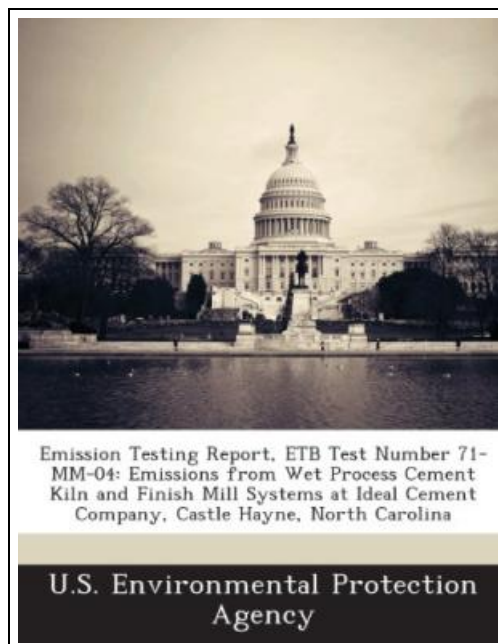 Emission Testing Report, ETB Test Number 71-
MM-04: Emissions from Wet Process Cement
Kiln and Finish Mill Systems at Ideal Cement
Company, Castle Hayne, North Carolina
U.S. Environmental Protection
Agency